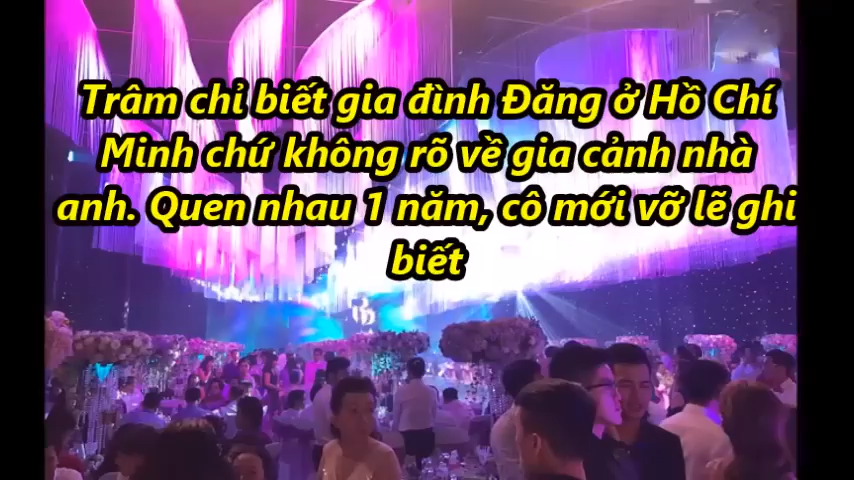 Trâm chỉ biết gia đình Đăng ở Hồ Chí
Minh chứ không rõ về gia cảnh nhà
anh. Quen nhau 1 năm, cô mới vỡ lẽ ghi
biết